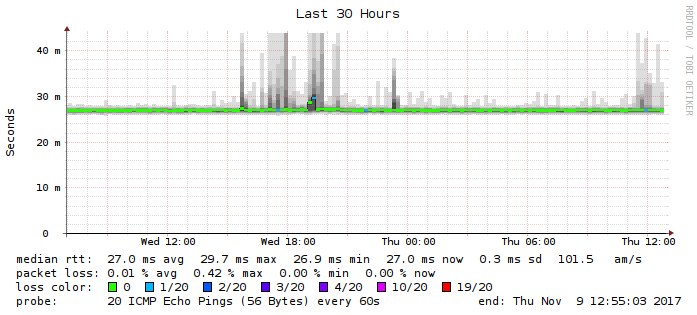 Last 30 Hours
RRDTOOL / TOBI OETIKER
Seconds
40 m
30 m
20 m
10 m
0
Wed 12:00 Wed 18:00 Thu 00:00 Thu 06:00 Thu 12:00
median rtt: 27.0 ms avg 29.7 ms max 26.9 ms min 27.0 ms now 0.3 ms sd 101.5 am/s
packet loss: 0.01 % avg 0.42 % max 0.00 % min 0.00 % now
loss color: 0 1/20 2/20 3/20 4/20 10/20 19/20
probe: 20 ICMP Echo Pings (56 Bytes) every 60s end: Thu Nov 9 12:55:03 2017